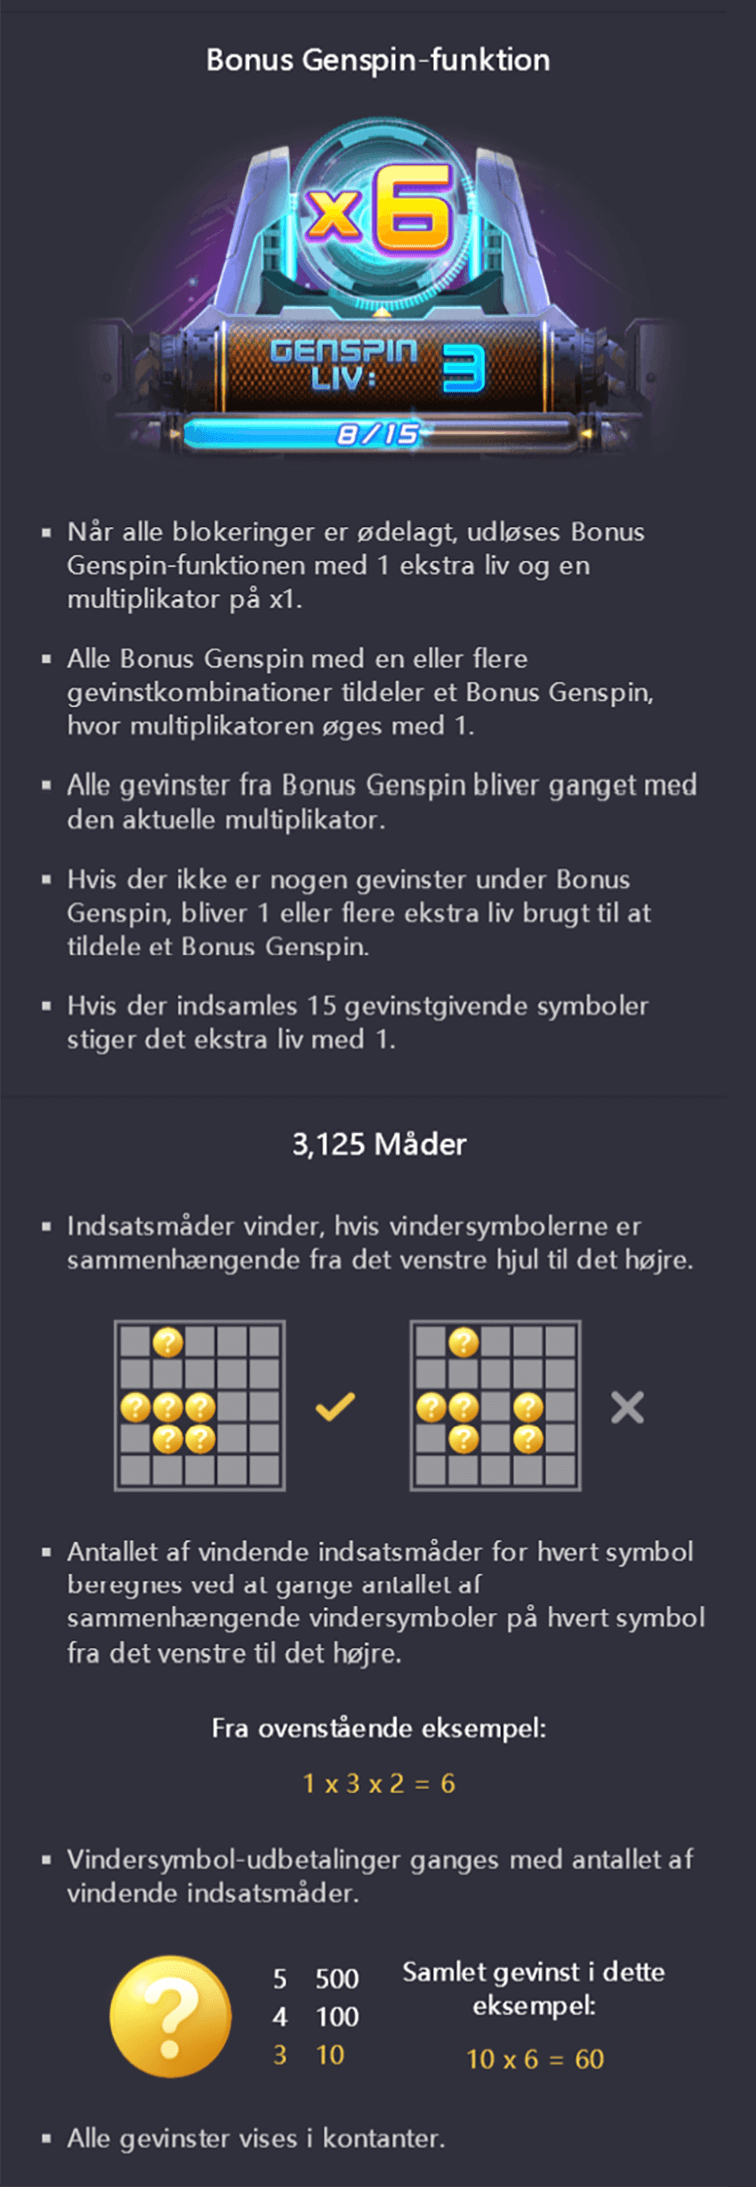 Bonus Genspin-funktion
x6
GENSPIN
LIV: 3
8/15
▪ Når alle blokeringer er ødelagt, udløses Bonus
Genspin-funktionen med 1 ekstra liv og en
multiplikator på x1.
▪ Alle Bonus Genspin med en eller flere
gevinstkombinationer tildeler et Bonus Genspin,
hvor multiplikatoren øges med 1.
▪ Alle gevinster fra Bonus Genspin bliver ganget med
den aktuelle multiplikator.
▪ Hvis der ikke er nogen gevinster under Bonus
Genspin, bliver 1 eller flere ekstra liv brugt til at
tildele et Bonus Genspin.
▪ Hvis der indsamles 15 gevinstgivende symboler
stiger det ekstra liv med 1.
3,125 Måder
▪ Indsatsmåder vinder, hvis vindersymbolerne er
sammenhængende fra det venstre hjul til det højre.
?
? ? ?
? ?
?
? ? ?
? ?
▪ Antallet af vindende indsatsmåder for hvert symbol
beregnes ved at gange antallet af
sammenhængende vindersymboler på hvert symbol
fra det venstre til det højre.
Fra ovenstående eksempel:
1 x 3 x 2 = 6
▪ Vindersymbol-udbetalinger ganges med antallet af
vindende indsatsmåder.
?
5 500
4 100
3 10
Samlet gevinst i dette
eksempel:
10 x 6 = 60
▪ Alle gevinster vises i kontanter.